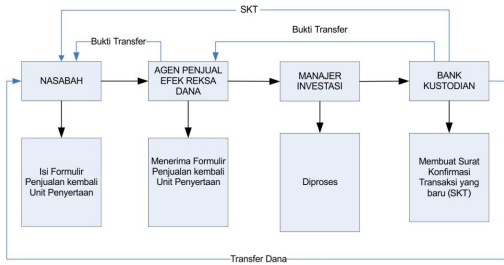 SKT
Bukti Transfer
Bukti Transfer
NASABAH
AGEN PENJUAL
EFEK REKSA
DANA
MANAJER
INVESTASI
BANK
KUSTODIAN
Isi Formulir
Penjualan kembali
Unit Penyertaan
Menerima Formulir
Penjualan kembali
Unit Penyertaan
Diproses
Membuat Surat
Konfirmasi
Transaksi yang
baru (SKT)
Transfer Dana